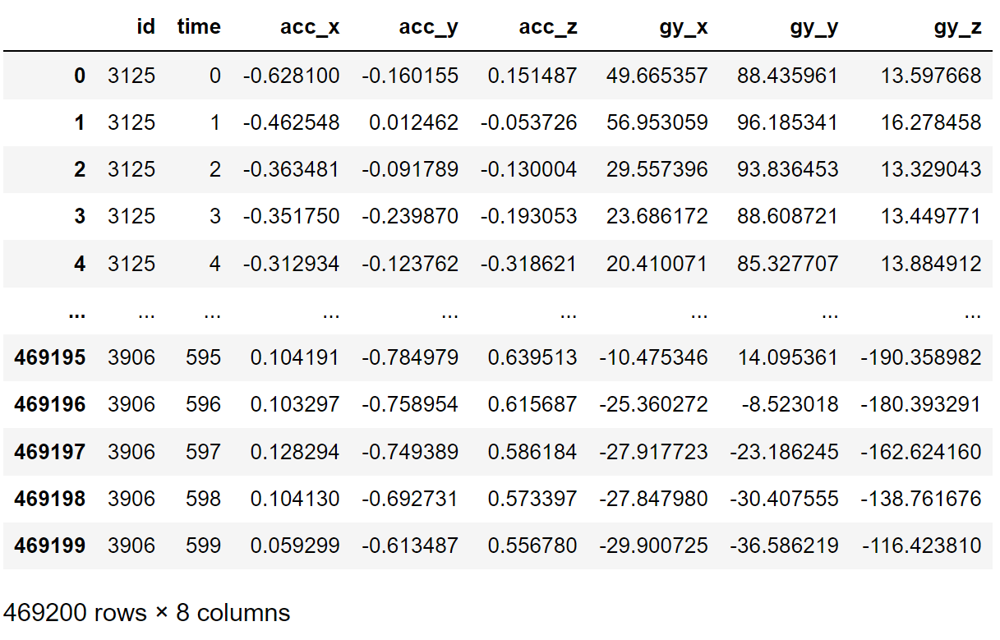 id time acc_x acc_y acc_z gy_x gy_y gy_z
0 3125 0 -0.628100 -0.160155 0.151487 49.665357 88.435961 13.597668
1 3125 1 -0.462548 0.012462 -0.053726 56.953059 96.185341 16.278458
2 3125 2 -0.363481 -0.091789 -0.130004 29.557396 93.836453 13.329043
3 3125 3 -0.351750 -0.239870 -0.193053 23.686172 88.608721 13.449771
4 3125 4 -0.312934 -0.123762 -0.318621 20.410071 85.327707 13.884912
... ... ... ... ... ... ... ... ...
469195 3906 595 0.104191 -0.784979 0.639513 -10.475346 14.095361 -190.358982
469196 3906 596 0.103297 -0.758954 0.615687 -25.360272 -8.523018 -180.393291
469197 3906 597 0.128294 -0.749389 0.586184 -27.917723 -23.186245 -162.624160
469198 3906 598 0.104130 -0.692731 0.573397 -27.847980 -30.407555 -138.761676
469199 3906 599 0.059299 -0.613487 0.556780 -29.900725 -36.586219 -116.423810
469200 rows × 8 columns